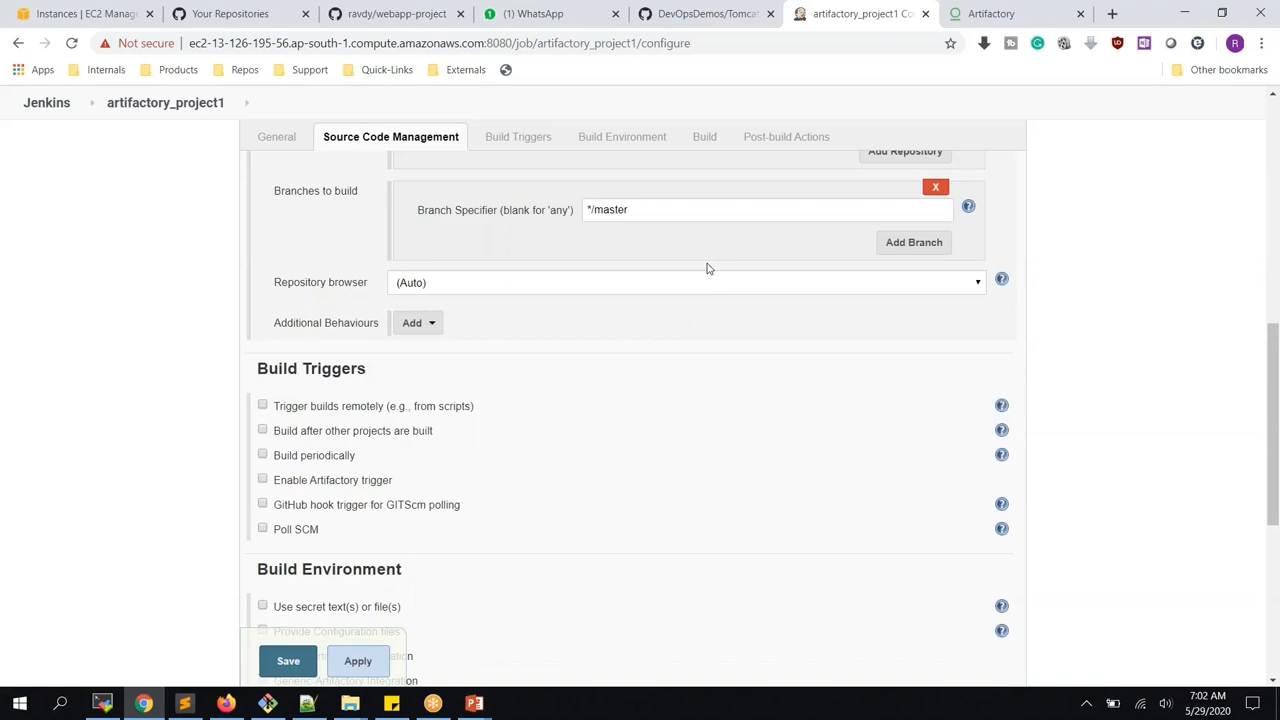 Instances | EC2 Manage
Your Repositories
ravdy/webapp-project
(1) WhatsApp
DevOpsDemos/Tomcat
artifactory_project1 Co
Artifactory
Not secure | ec2-13-126-195-56.ap-south-1.compute.amazonaws.com:8080/job/artifactory_project1/configure
Apps
Internals
Products
Repos
Support
Quick-Links
Externals
Other bookmarks
Jenkins
artifactory_project1
General
Source Code Management
Build Triggers
Build Environment
Build
Post-build Actions
Add Repository
Branches to build
X
Branch Specifier (blank for 'any')
*/master
Add Branch
Repository browser
(Auto)
Additional Behaviours
Add
Build Triggers
Trigger builds remotely (e.g., from scripts)
Build after other projects are built
Build periodically
Enable Artifactory trigger
GitHub hook trigger for GITScm polling
Poll SCM
Build Environment
Use secret text(s) or file(s)
Provide Configuration files
Save
Apply
Generic-Artifactory Integration
7:02 AM
5/29/2020